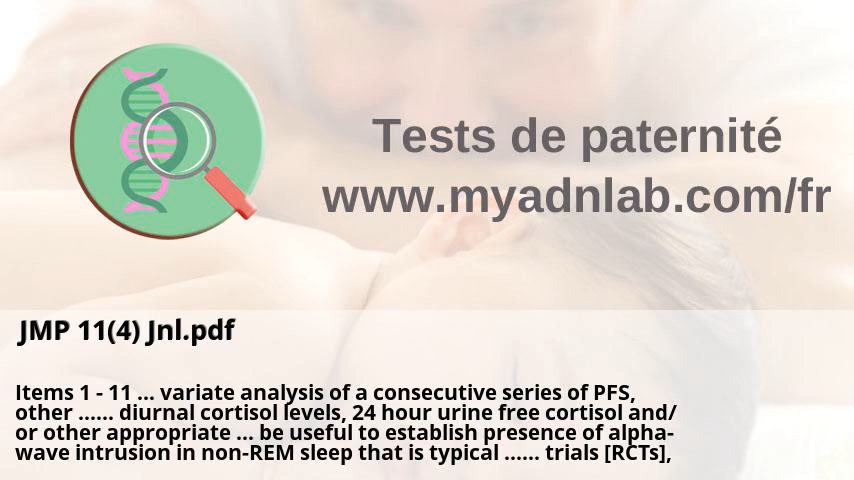 Tests de paternité
www.myadnlab.com/fr
JMP 11(4) Jnl.pdf
Items 1 - 11 ... variate analysis of a consecutive series of PFS,
other ...... diurnal cortisol levels, 24 hour urine free cortisol and/
or other appropriate ... be useful to establish presence of alpha-
wave intrusion in non-REM sleep that is typical ...... trials [RCTs],